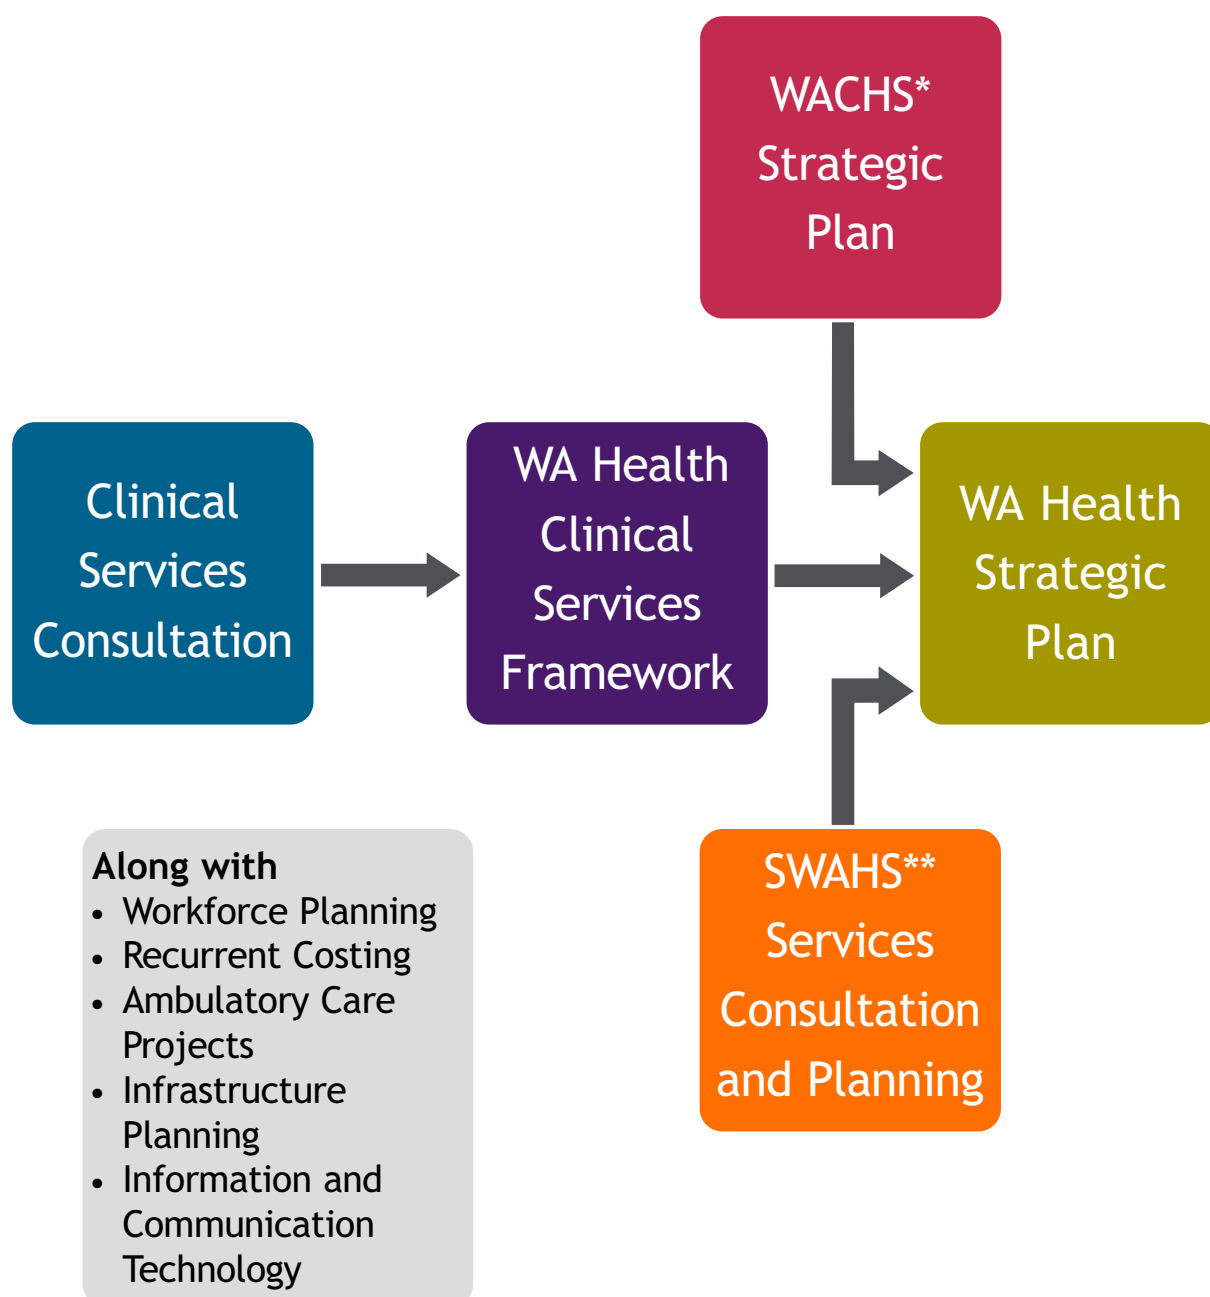 WACHS*
Strategic
Plan
Clinical
Services
Consultation
WA Health
Clinical
Services
Framework
WA Health
Strategic
Plan
Along with
• Workforce Planning
• Recurrent Costing
• Ambulatory Care
Projects
• Infrastructure
Planning
• Information and
Communication
Technology
SWAHS**
Services
Consultation
and Planning